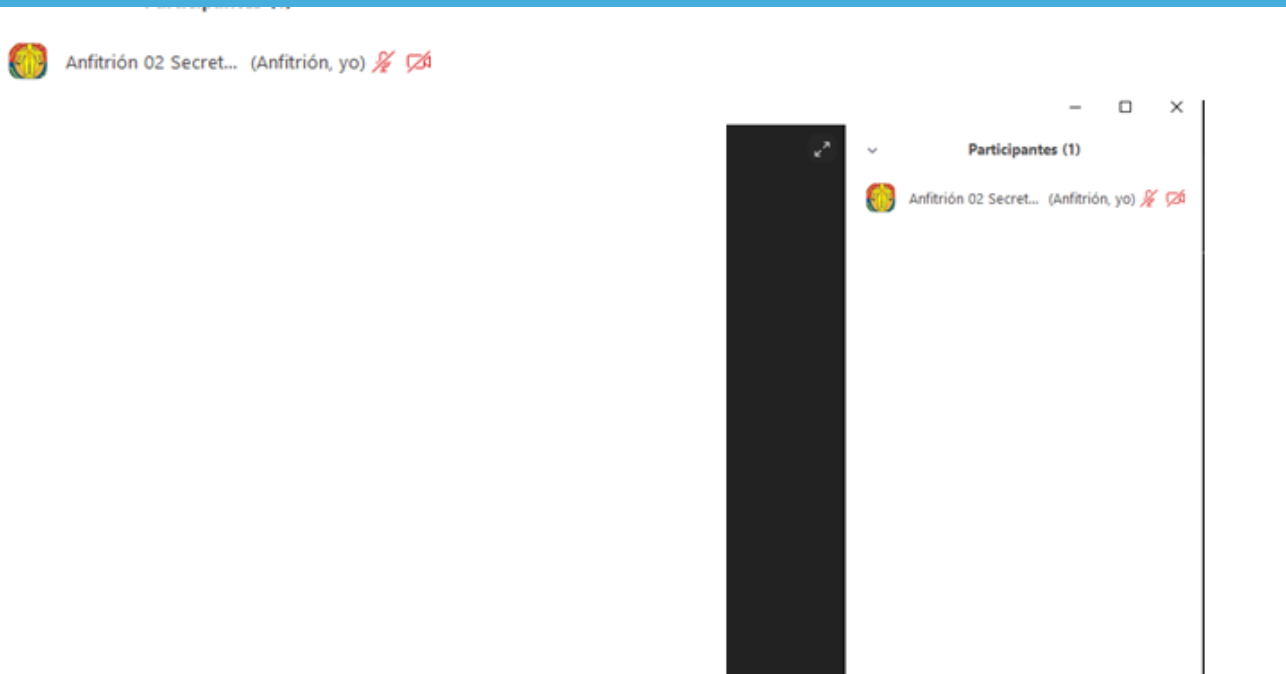 Anfitrión 02 Secret... (Anfitrión, yo)
Participantes (1)
Anfitrión 02 Secret... (Anfitrión, yo)